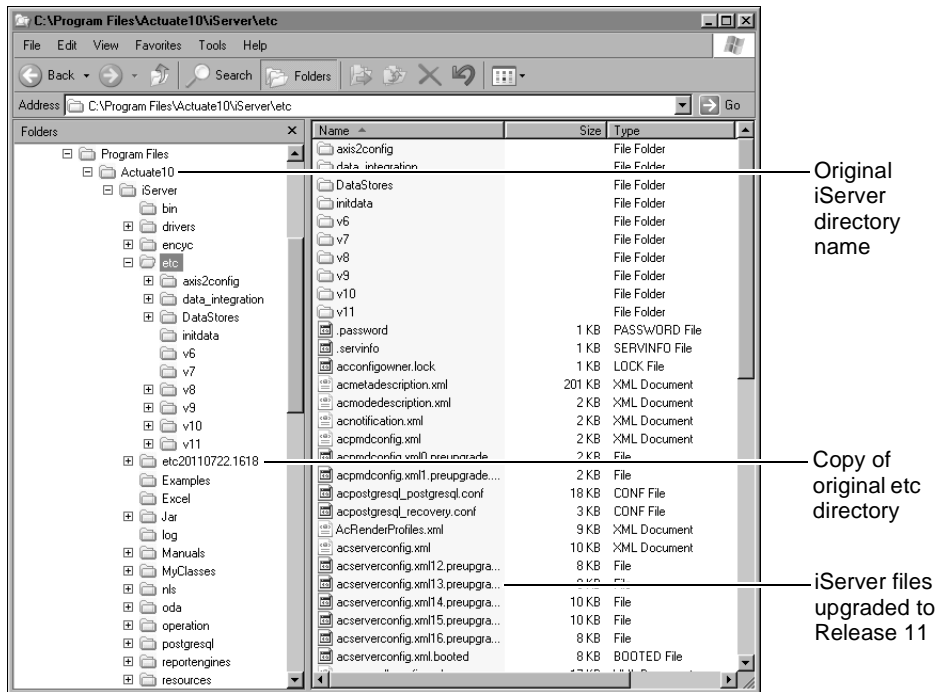 C:\Program Files\Actuate10\iServer\etc
File Edit View Favorites Tools Help
Back Search Folders
Address C:\Program Files\Actuate10\iServer\etc Go
Folders
Program Files
Actuate10
iServer
bin
drivers
encyc
etc
axis2config
data_integration
DataStores
initdata
v6
v7
v8
v9
v10
v11
etc20110722.1618
Examples
Excel
Jar
log
Manuals
MyClasses
nls
oda
operation
postgresql
reportengines
resources
Name Size Type
axis2config File Folder
data_integration File Folder
DataStores File Folder
initdata File Folder
v6 File Folder
v7 File Folder
v8 File Folder
v9 File Folder
v10 File Folder
v11 File Folder
.password 1 KB PASSWORD File
.servinfo 1 KB SERVINFO File
acconfigowner.lock 1 KB LOCK File
acmetadescription.xml 201 KB XML Document
acmodedescription.xml 2 KB XML Document
acnotification.xml 2 KB XML Document
acpmdconfig.xml 2 KB XML Document
acpmdconfig.xml0.preupgrade 2 KB File
acpmdconfig.xml1.preupgrade.... 2 KB File
acpostgresql_postgresql.conf 18 KB CONF File
acpostgresql_recovery.conf 3 KB CONF File
AcRenderProfiles.xml 9 KB XML Document
acserverconfig.xml 10 KB XML Document
acserverconfig.xml12.preupgra... 8 KB File
acserverconfig.xml13.preupgra...
acserverconfig.xml14.preupgra... 10 KB File
acserverconfig.xml15.preupgra... 10 KB File
acserverconfig.xml16.preupgra... 8 KB File
acserverconfig.xml.booted 8 KB BOOTED File
Original
iServer
directory
name
Copy of
original etc
directory
iServer files
upgraded to
Release 11